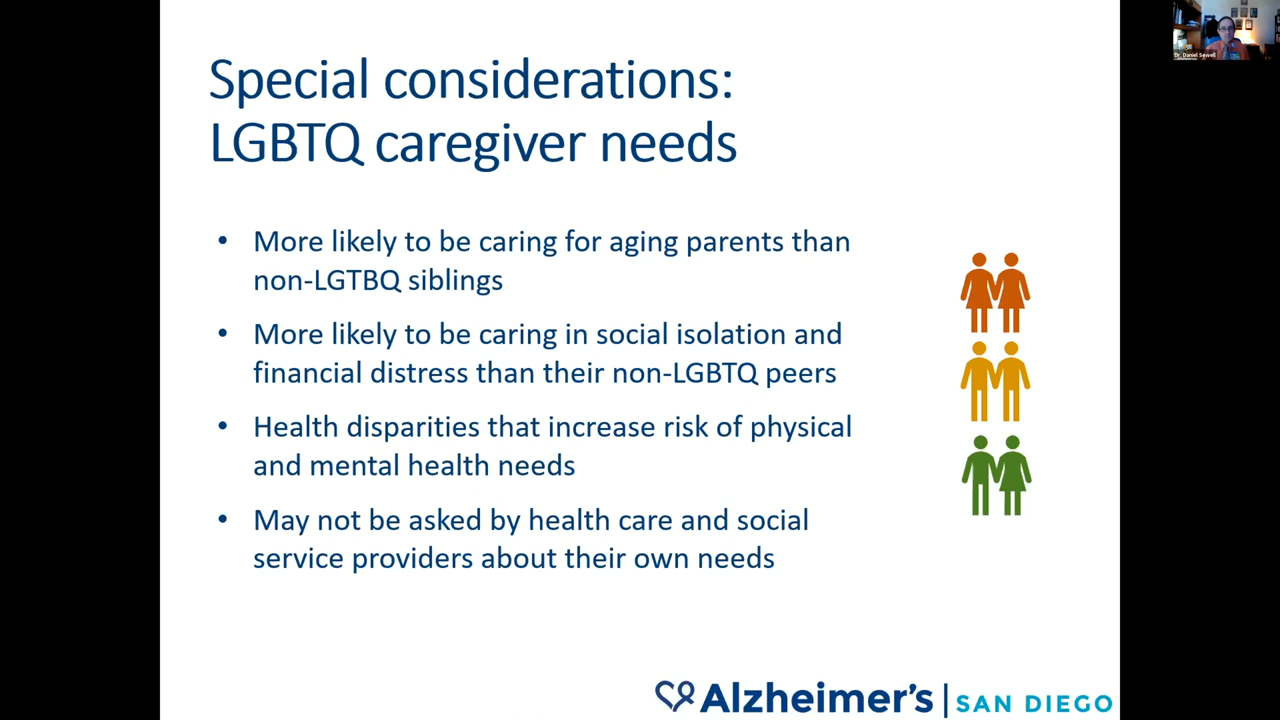 Special considerations:
LGBTQ caregiver needs
• More likely to be caring for aging parents than
non-LGTBQ siblings
• More likely to be caring in social isolation and
financial distress than their non-LGBTQ peers
• Health disparities that increase risk of physical
and mental health needs
• May not be asked by health care and social
service providers about their own needs
Alzheimer's | SAN DIEGO
Dr. Daniel Sewell